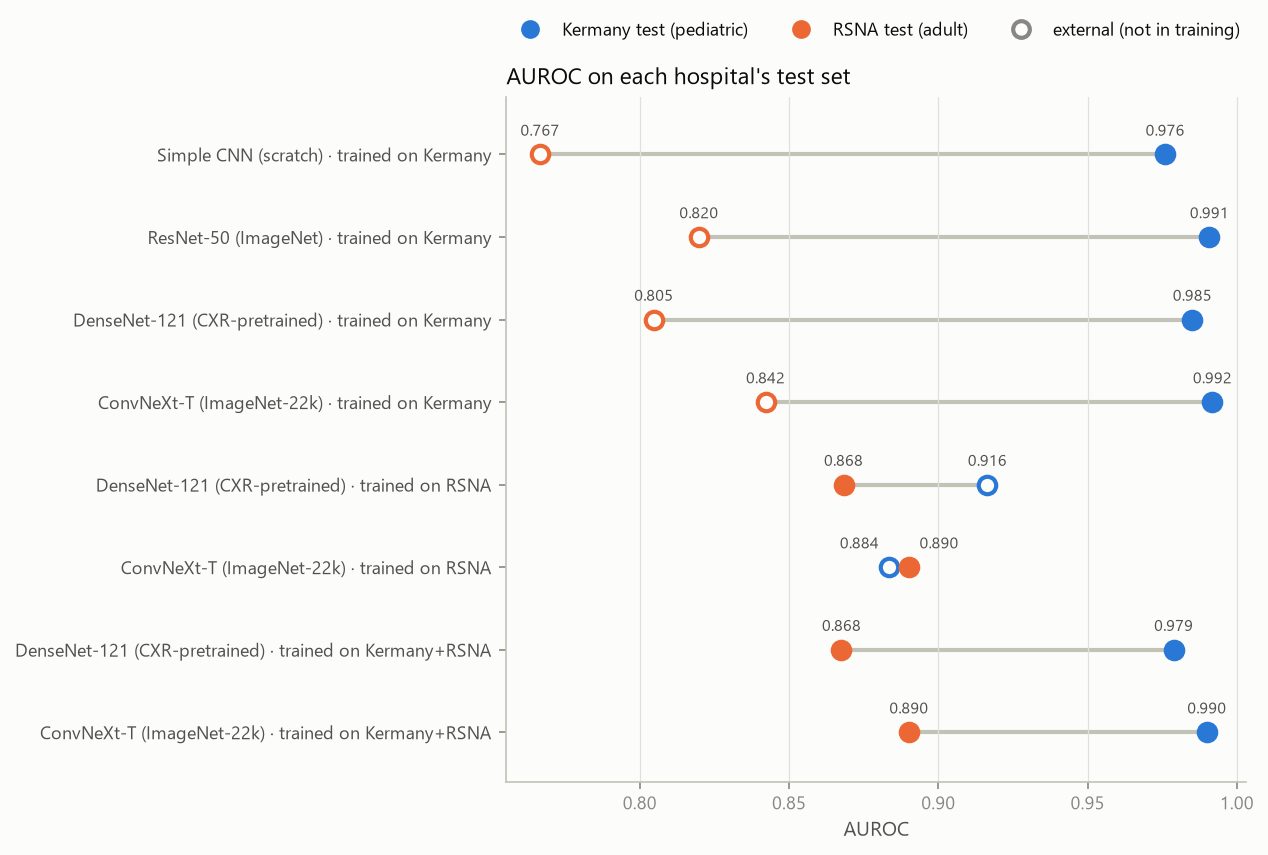 Kermany test (pediatric) RSNA test (adult) external (not in training)
AUROC on each hospital's test set
0.767 0.976
Simple CNN (scratch) · trained on Kermany
0.820 0.991
ResNet-50 (ImageNet) · trained on Kermany
0.805 0.985
DenseNet-121 (CXR-pretrained) · trained on Kermany
0.842 0.992
ConvNeXt-T (ImageNet-22k) · trained on Kermany
0.868 0.916
DenseNet-121 (CXR-pretrained) · trained on RSNA
0.884 0.890
ConvNeXt-T (ImageNet-22k) · trained on RSNA
0.868 0.979
DenseNet-121 (CXR-pretrained) · trained on Kermany+RSNA
0.890 0.990
ConvNeXt-T (ImageNet-22k) · trained on Kermany+RSNA
0.80 0.85 0.90 0.95 1.00
AUROC